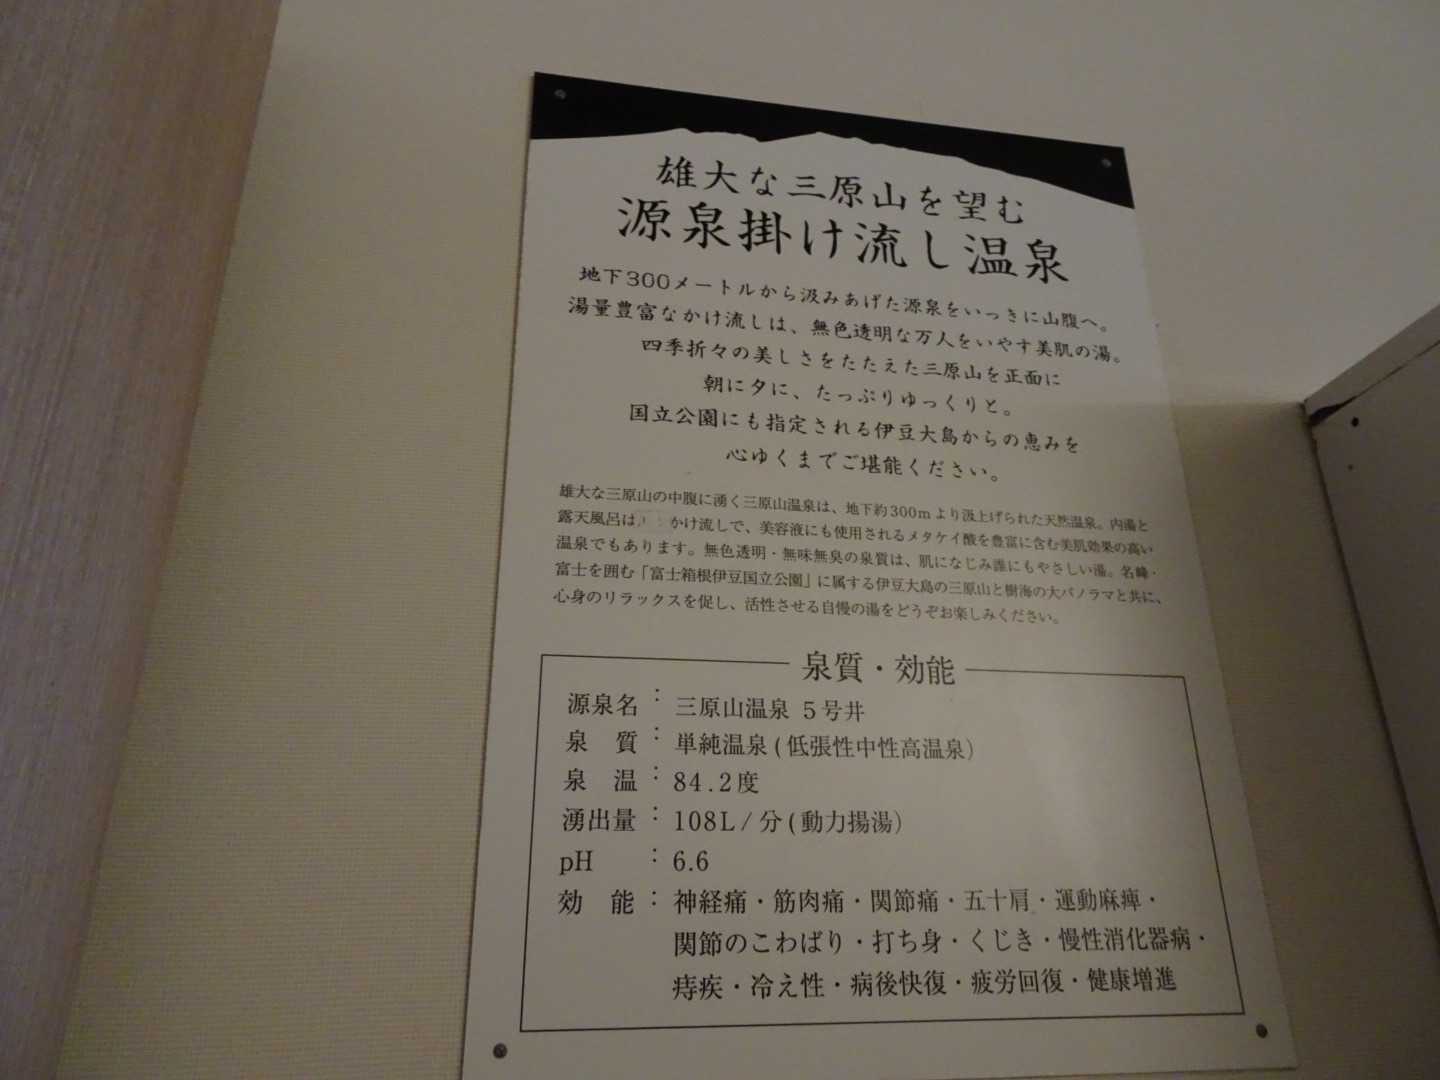 雄大な三原山を望む
源泉掛け流し温泉
地下300メートルから汲みあげた源泉をいっきに山腹へ。
湯量豊富なかけ流しは、無色透明な万人をいやす美肌の湯。
四季折々の美しさをたたえた三原山を正面に
朝に夕に、たっぷりゆっくりと。
国立公園にも指定される伊豆大島からの恵みを
心ゆくまでご堪能ください。
雄大な三原山の中腹に湧く三原山温泉は、地下約300mより汲上げられた天然温泉。内湯と
露天風呂は、かけ流しで、美容液にも使用されるメタケイ酸を豊富に含む美肌効果の高い
温泉でもあります。無色透明・無味無臭の泉質は、肌になじみ誰にもやさしい湯。名峰・
富士を囲む「富士箱根伊豆国立公園」に属する伊豆大島の三原山と樹海の大パノラマと共に、
心身のリラックスを促し、活性させる自慢の湯をどうぞお楽しみください。
泉質・効能
源泉名：三原山温泉 5号井
泉　質：単純温泉(低張性中性高温泉)
泉　温：84.2度
湧出量：108L/分(動力揚湯)
pH：6.6
効　能：神経痛・筋肉痛・関節痛・五十肩・運動麻痺・
関節のこわばり・打ち身・くじき・慢性消化器病・
痔疾・冷え性・病後快復・疲労回復・健康増進